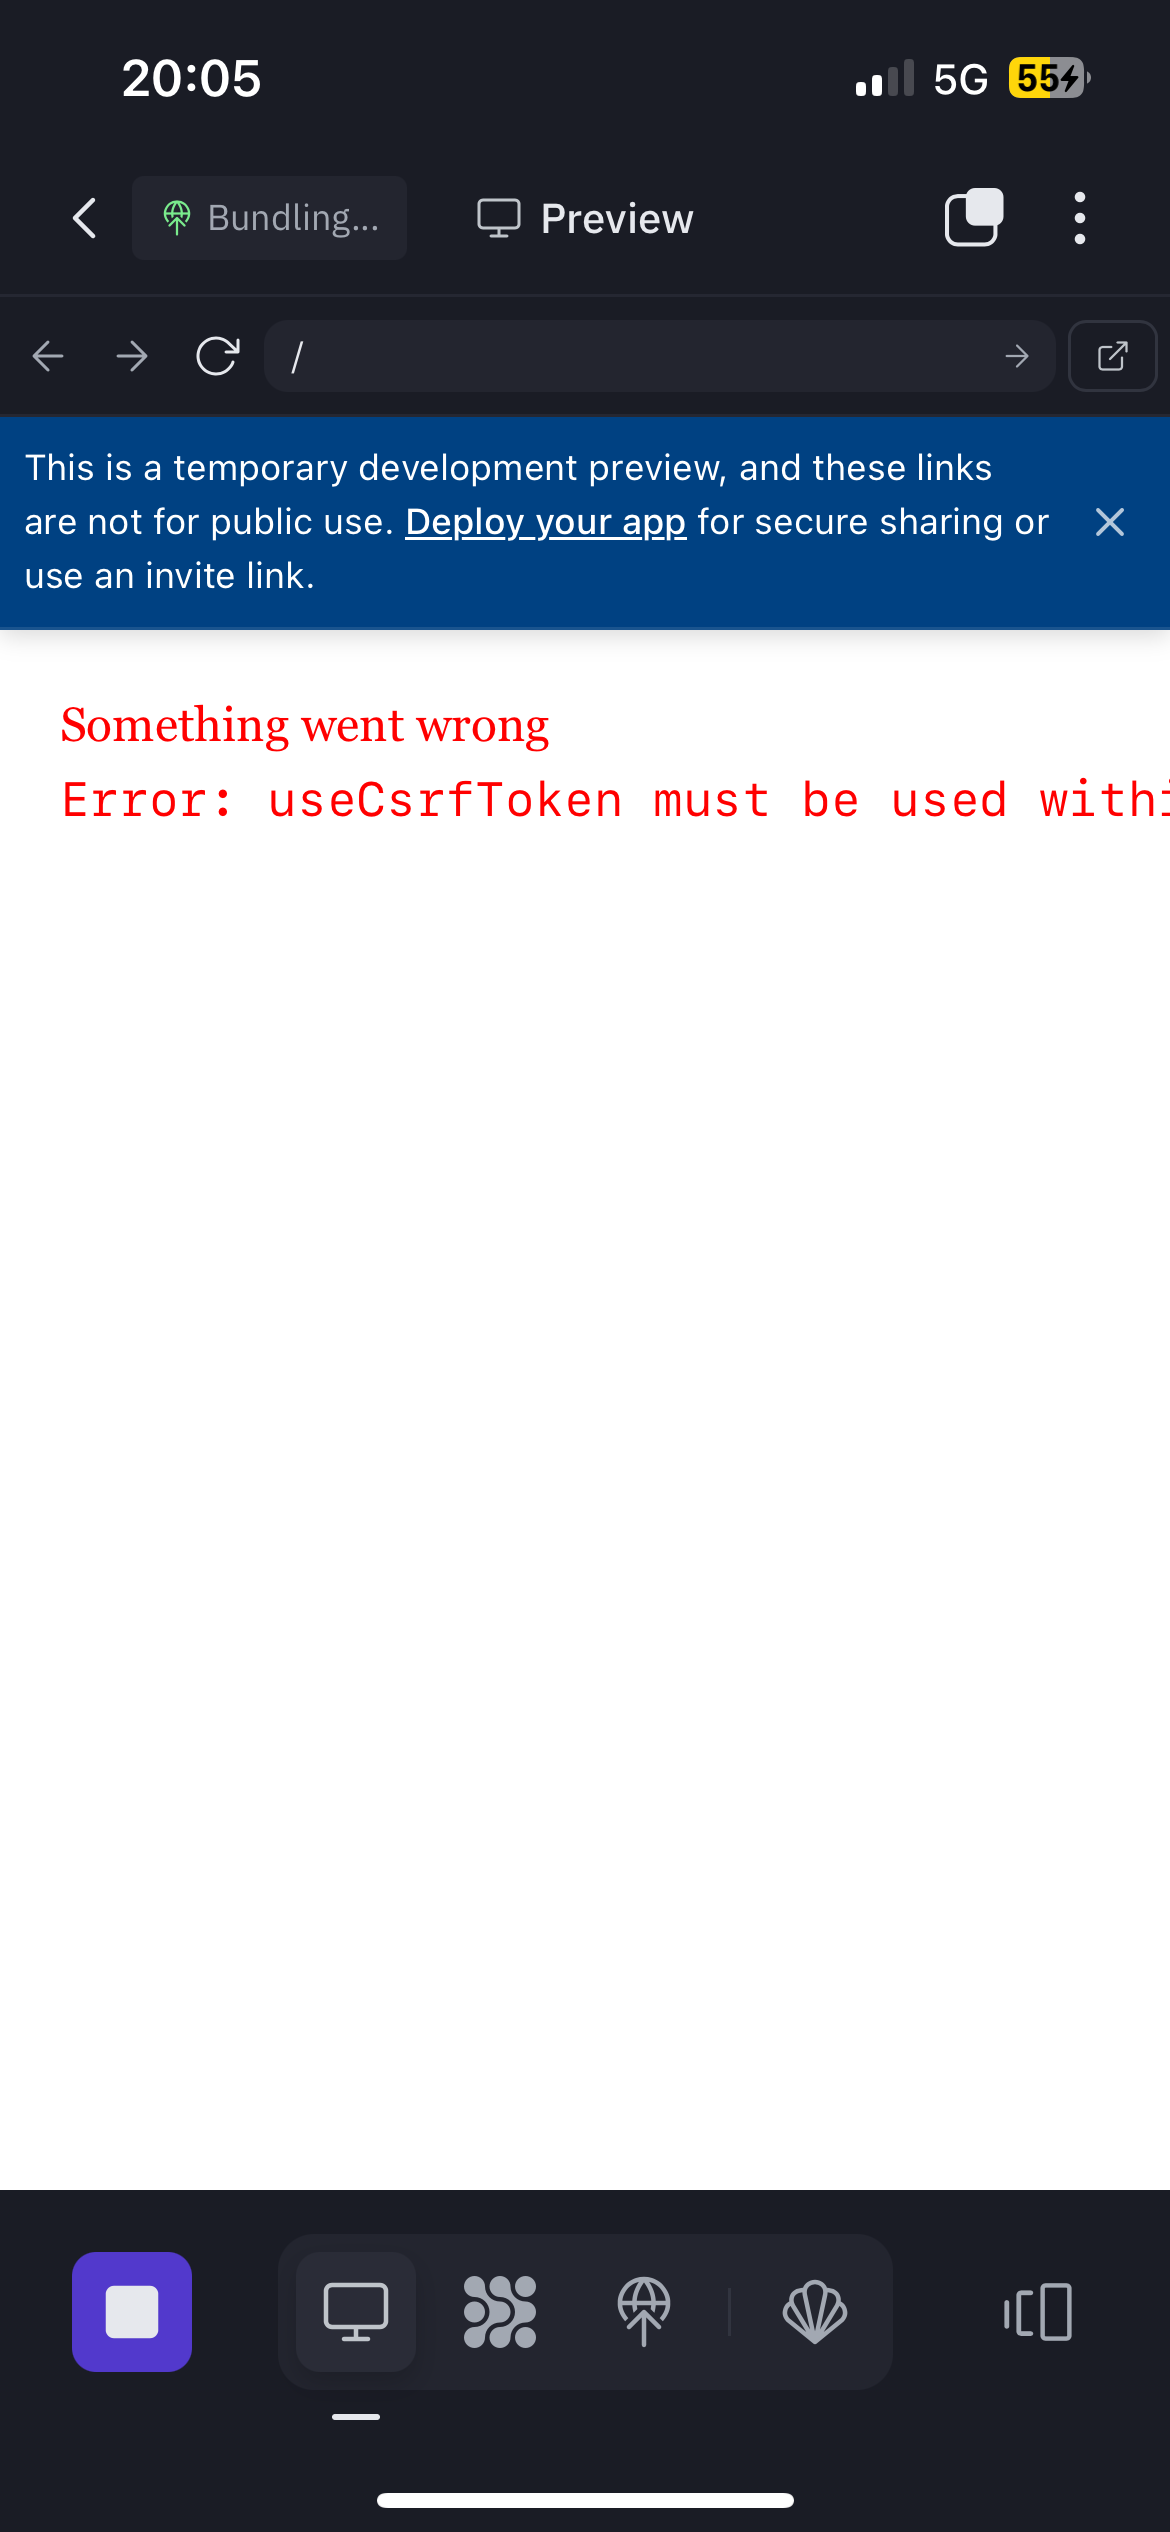 20:05
5G
55
Bundling...
Preview
/
This is a temporary development preview, and these links
are not for public use. Deploy your app for secure sharing or
use an invite link.
Something went wrong
Error: useCsrfToken must be used withi